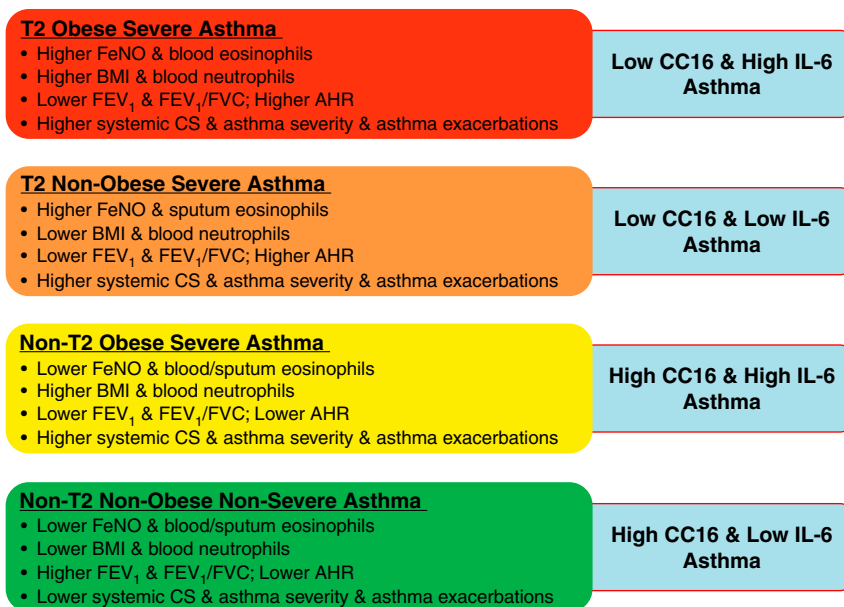 T2 Obese Severe Asthma
• Higher FeNO & blood eosinophils
• Higher BMI & blood neutrophils
• Lower FEV₁ & FEV₁/FVC; Higher AHR
• Higher systemic CS & asthma severity & asthma exacerbations
Low CC16 & High IL-6
Asthma
T2 Non-Obese Severe Asthma
• Higher FeNO & sputum eosinophils
• Lower BMI & blood neutrophils
• Lower FEV₁ & FEV₁/FVC; Higher AHR
• Higher systemic CS & asthma severity & asthma exacerbations
Low CC16 & Low IL-6
Asthma
Non-T2 Obese Severe Asthma
• Lower FeNO & blood/sputum eosinophils
• Higher BMI & blood neutrophils
• Lower FEV₁ & FEV₁/FVC; Lower AHR
• Higher systemic CS & asthma severity & asthma exacerbations
High CC16 & High IL-6
Asthma
Non-T2 Non-Obese Non-Severe Asthma
• Lower FeNO & blood/sputum eosinophils
• Lower BMI & blood neutrophils
• Higher FEV₁ & FEV₁/FVC; Lower AHR
• Lower systemic CS & asthma severity & asthma exacerbations
High CC16 & Low IL-6
Asthma